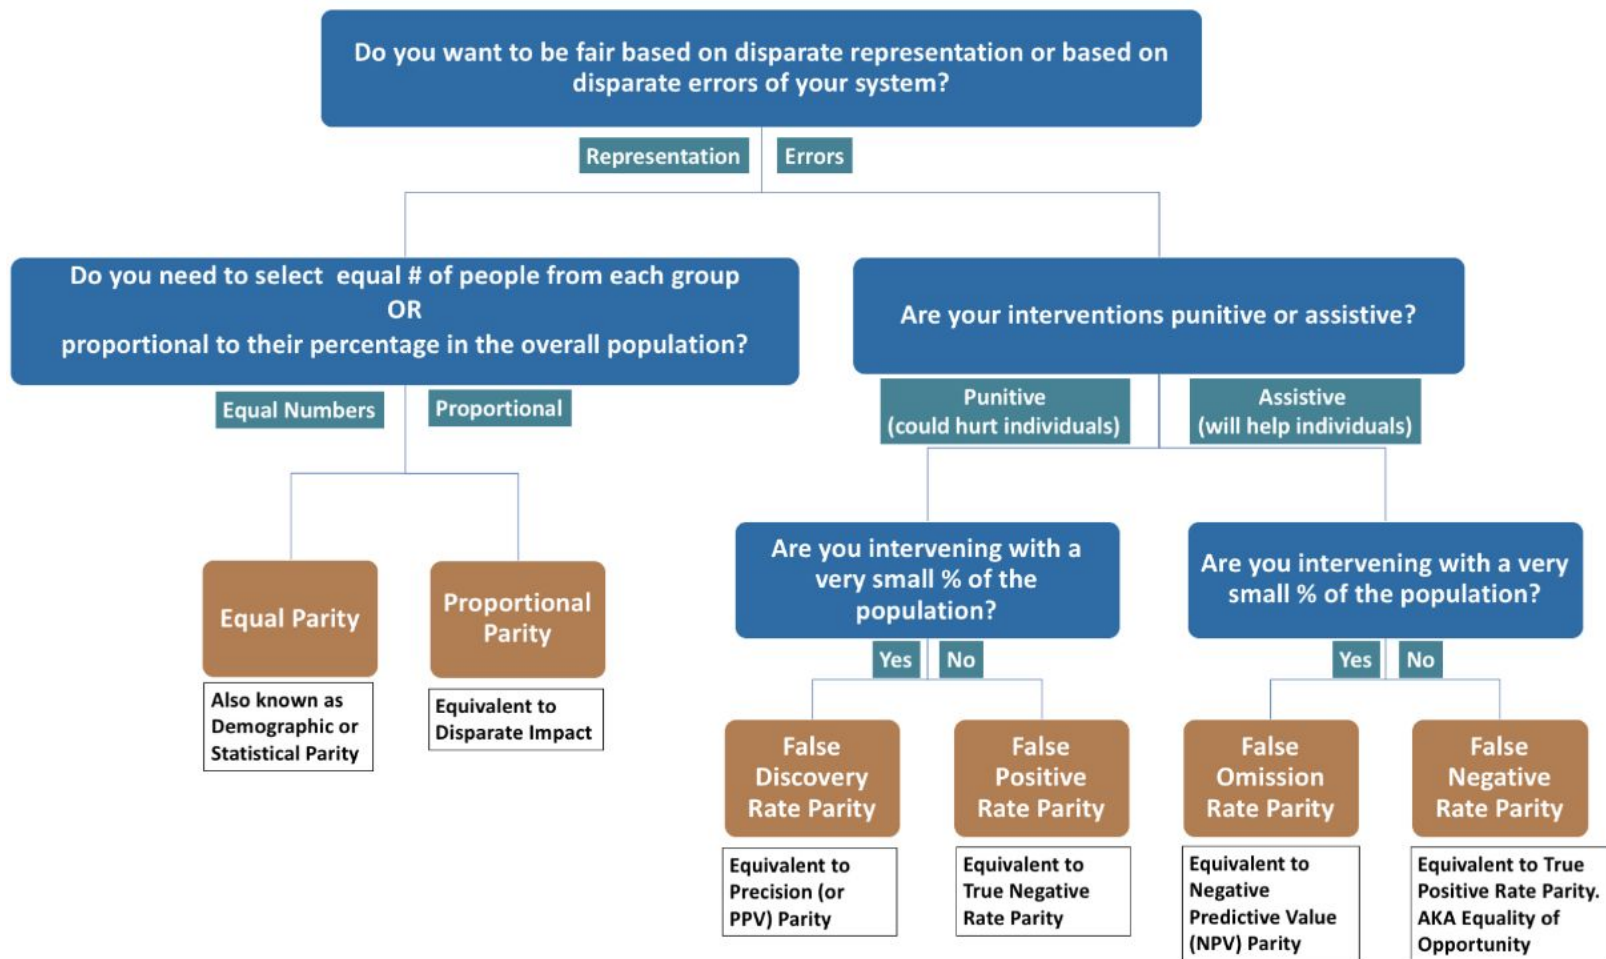 Do you want to be fair based on disparate representation or based on
disparate errors of your system?
Representation
Errors
Do you need to select equal # of people from each group
OR
proportional to their percentage in the overall population?
Are your interventions punitive or assistive?
Equal Numbers
Proportional
Punitive
(could hurt individuals)
Assistive
(will help individuals)
Are you intervening with a
very small % of the
population?
Are you intervening with a very
small % of the population?
Equal Parity
Proportional
Parity
Yes
No
Yes
No
Also known as
Demographic or
Statistical Parity
Equivalent to
Disparate Impact
False
Discovery
Rate Parity
False
Positive
Rate Parity
False
Omission
Rate Parity
False
Negative
Rate Parity
Equivalent to
Precision (or
PPV) Parity
Equivalent to
True Negative
Rate Parity
Equivalent to
Negative
Predictive Value
(NPV) Parity
Equivalent to True
Positive Rate Parity.
AKA Equality of
Opportunity